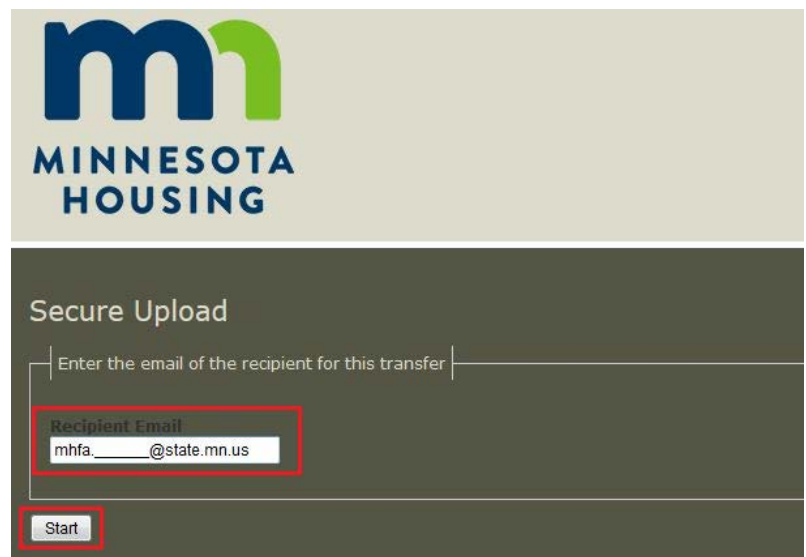 mn
MINNESOTA
HOUSING
Secure Upload
Enter the email of the recipient for this transfer
Recipient Email
mhfa.______@state.mn.us
Start